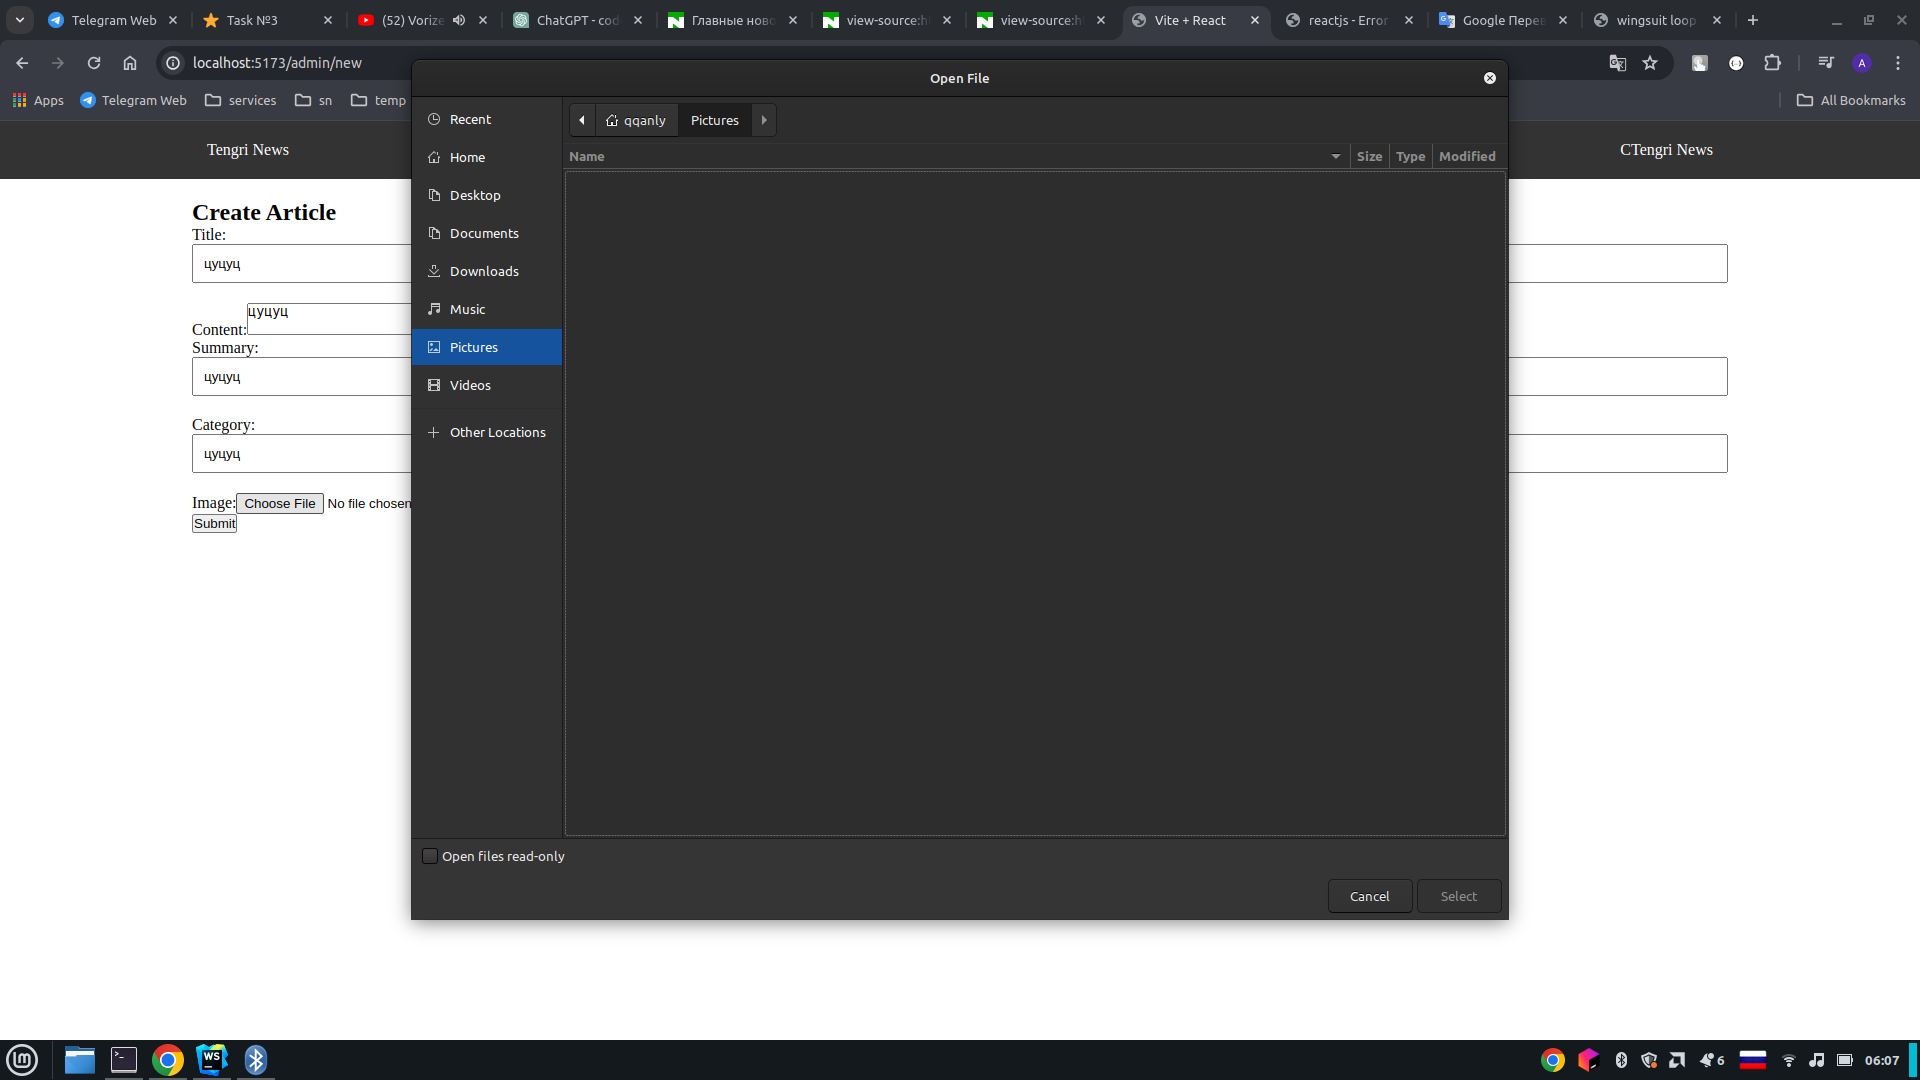 Telegram Web
Task №3
(52) Vorize
ChatGPT - cod
Главные ново
view-source:h
view-source:h
Vite + React
reactjs - Error
Google Перев
wingsuit loop
localhost:5173/admin/new
A
Apps
Telegram Web
services
sn
temp
All Bookmarks
Open File
Recent
Home
Desktop
Documents
Downloads
Music
Pictures
Videos
Other Locations
qqanly
Pictures
Name
Size
Type
Modified
Open files read-only
Cancel
Select
Tengri News
CTengri News
Create Article
Title:
цуцуц
Content:
цуцуц
Summary:
цуцуц
Category:
цуцуц
Image:
Choose File
No file chosen
Submit
WS
6
06:07